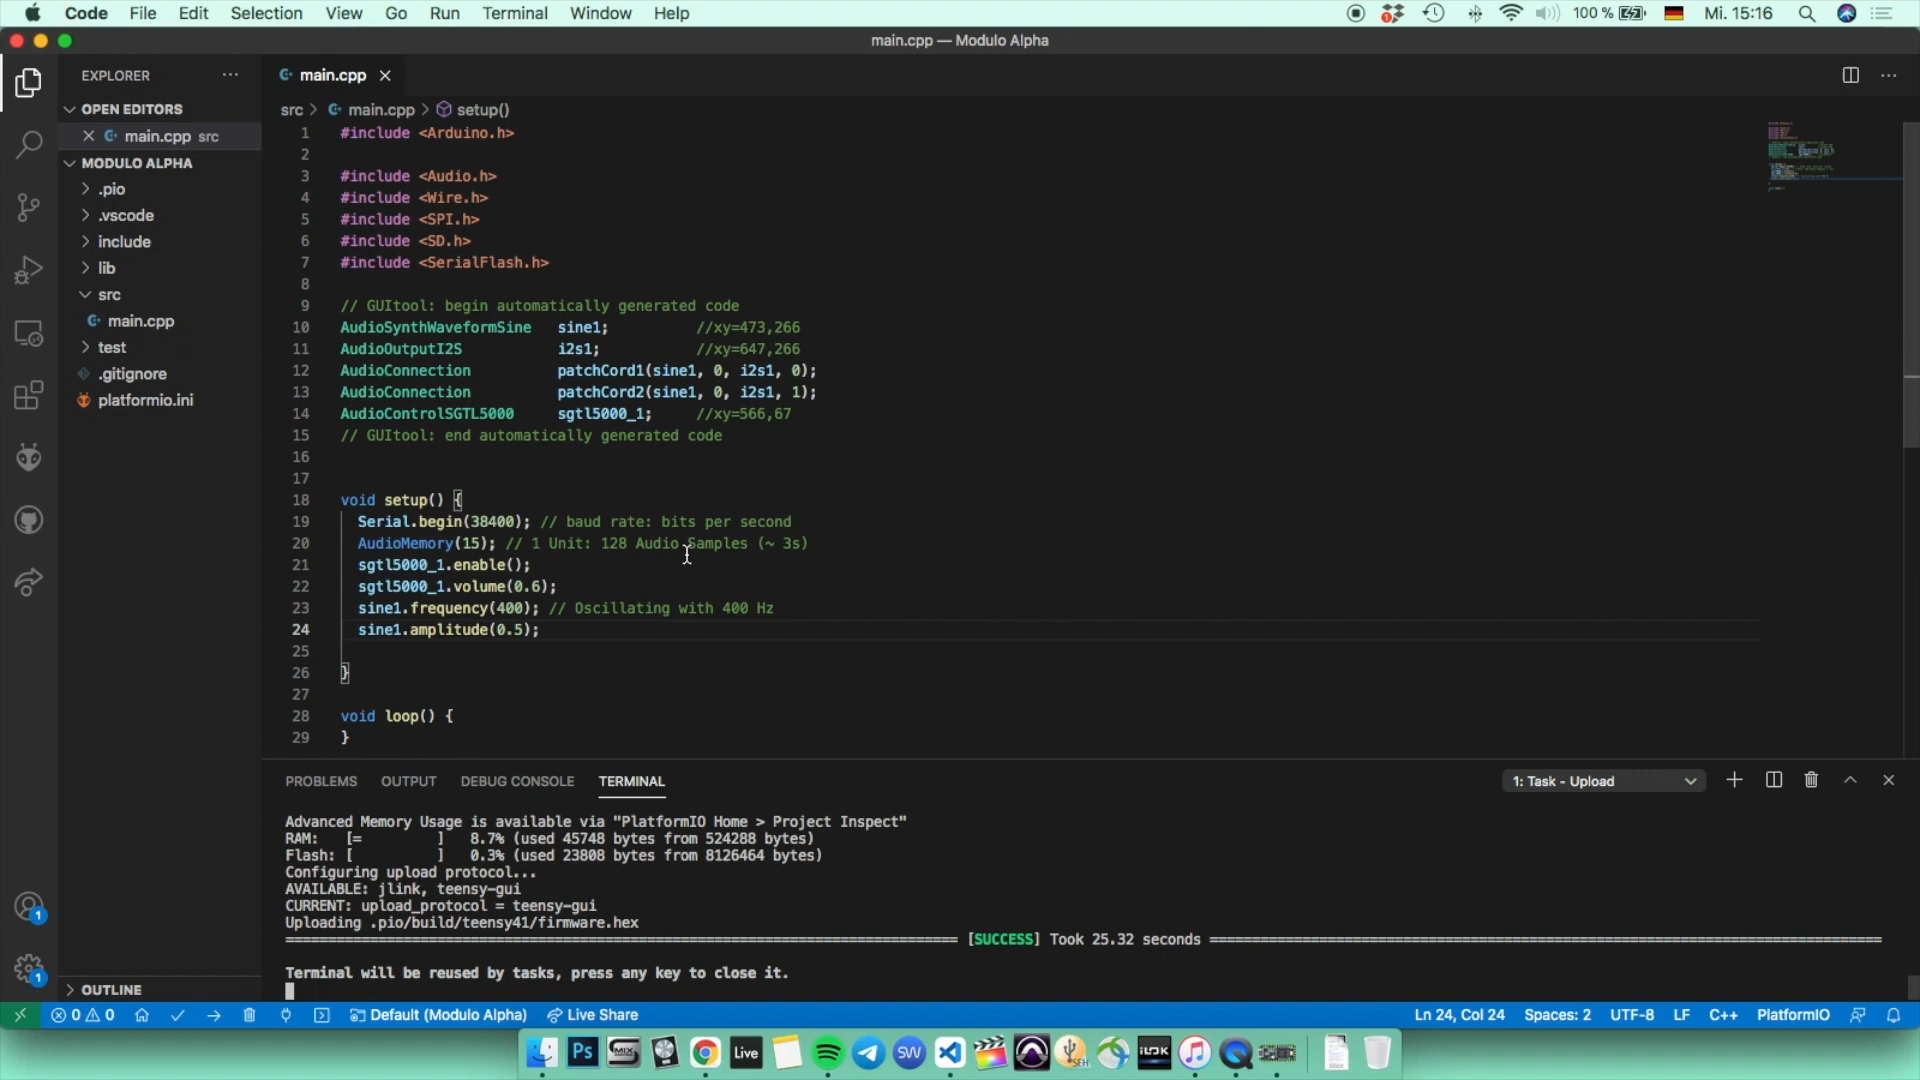 Code File Edit Selection View Go Run Terminal Window Help 100 % Mi. 15:16
main.cpp — Modulo Alpha
EXPLORER
OPEN EDITORS
main.cpp src
MODULO ALPHA
.pio
.vscode
include
lib
src
main.cpp
test
.gitignore
platformio.ini
OUTLINE
main.cpp
src > main.cpp > setup()
1 #include <Arduino.h>
2
3 #include <Audio.h>
4 #include <Wire.h>
5 #include <SPI.h>
6 #include <SD.h>
7 #include <SerialFlash.h>
8
9 // GUItool: begin automatically generated code
10 AudioSynthWaveformSine sine1; //xy=473,266
11 AudioOutputI2S i2s1; //xy=647,266
12 AudioConnection patchCord1(sine1, 0, i2s1, 0);
13 AudioConnection patchCord2(sine1, 0, i2s1, 1);
14 AudioControlSGTL5000 sgtl5000_1; //xy=566,67
15 // GUItool: end automatically generated code
16
17
18 void setup() {
19 Serial.begin(38400); // baud rate: bits per second
20 AudioMemory(15); // 1 Unit: 128 Audio Samples (~ 3s)
21 sgtl5000_1.enable();
22 sgtl5000_1.volume(0.6);
23 sine1.frequency(400); // Oscillating with 400 Hz
24 sine1.amplitude(0.5);
25
26 }
27
28 void loop() {
29 }
PROBLEMS OUTPUT DEBUG CONSOLE TERMINAL 1: Task - Upload
Advanced Memory Usage is available via "PlatformIO Home > Project Inspect"
RAM: [= ] 8.7% (used 45748 bytes from 524288 bytes)
Flash: [ ] 0.3% (used 23808 bytes from 8126464 bytes)
Configuring upload protocol...
AVAILABLE: jlink, teensy-gui
CURRENT: upload_protocol = teensy-gui
Uploading .pio/build/teensy41/firmware.hex
[SUCCESS] Took 25.32 seconds
Terminal will be reused by tasks, press any key to close it.
1
1
0 0 Default (Modulo Alpha) Live Share Ln 24, Col 24 Spaces: 2 UTF-8 LF C++ PlatformIO
Ps MIX Live SW SEH iLOK